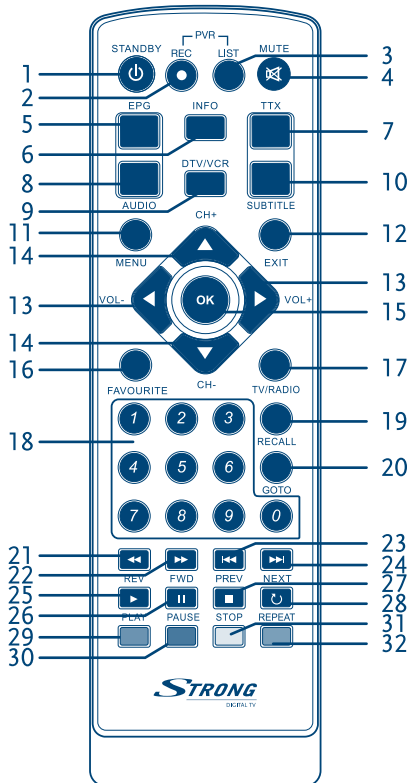 PVR
STANDBY REC LIST MUTE
1 3
2 4
EPG INFO TTX
5 7
6
DTV/VCR
8 10
9
AUDIO CH+ SUBTITLE
11 12
14
MENU EXIT
13
13 VOL- OK VOL+
15
14
16 17
FAVOURITE CH- TV/RADIO
1 2 3
18 19
RECALL
4 5 6
20
GOTO
7 8 9 0
21 23
22 24
REV FWD PREV NEXT
25 27
26 28
PLAY PAUSE STOP REPEAT
29 31
30 32
STRONG
DIGITAL TV